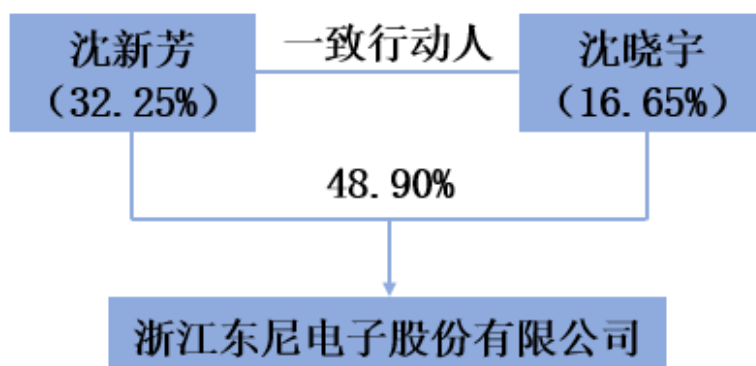 沈新芳
（32.25%）
一致行动人
沈晓宇
（16.65%）
48.90%
浙江东尼电子股份有限公司